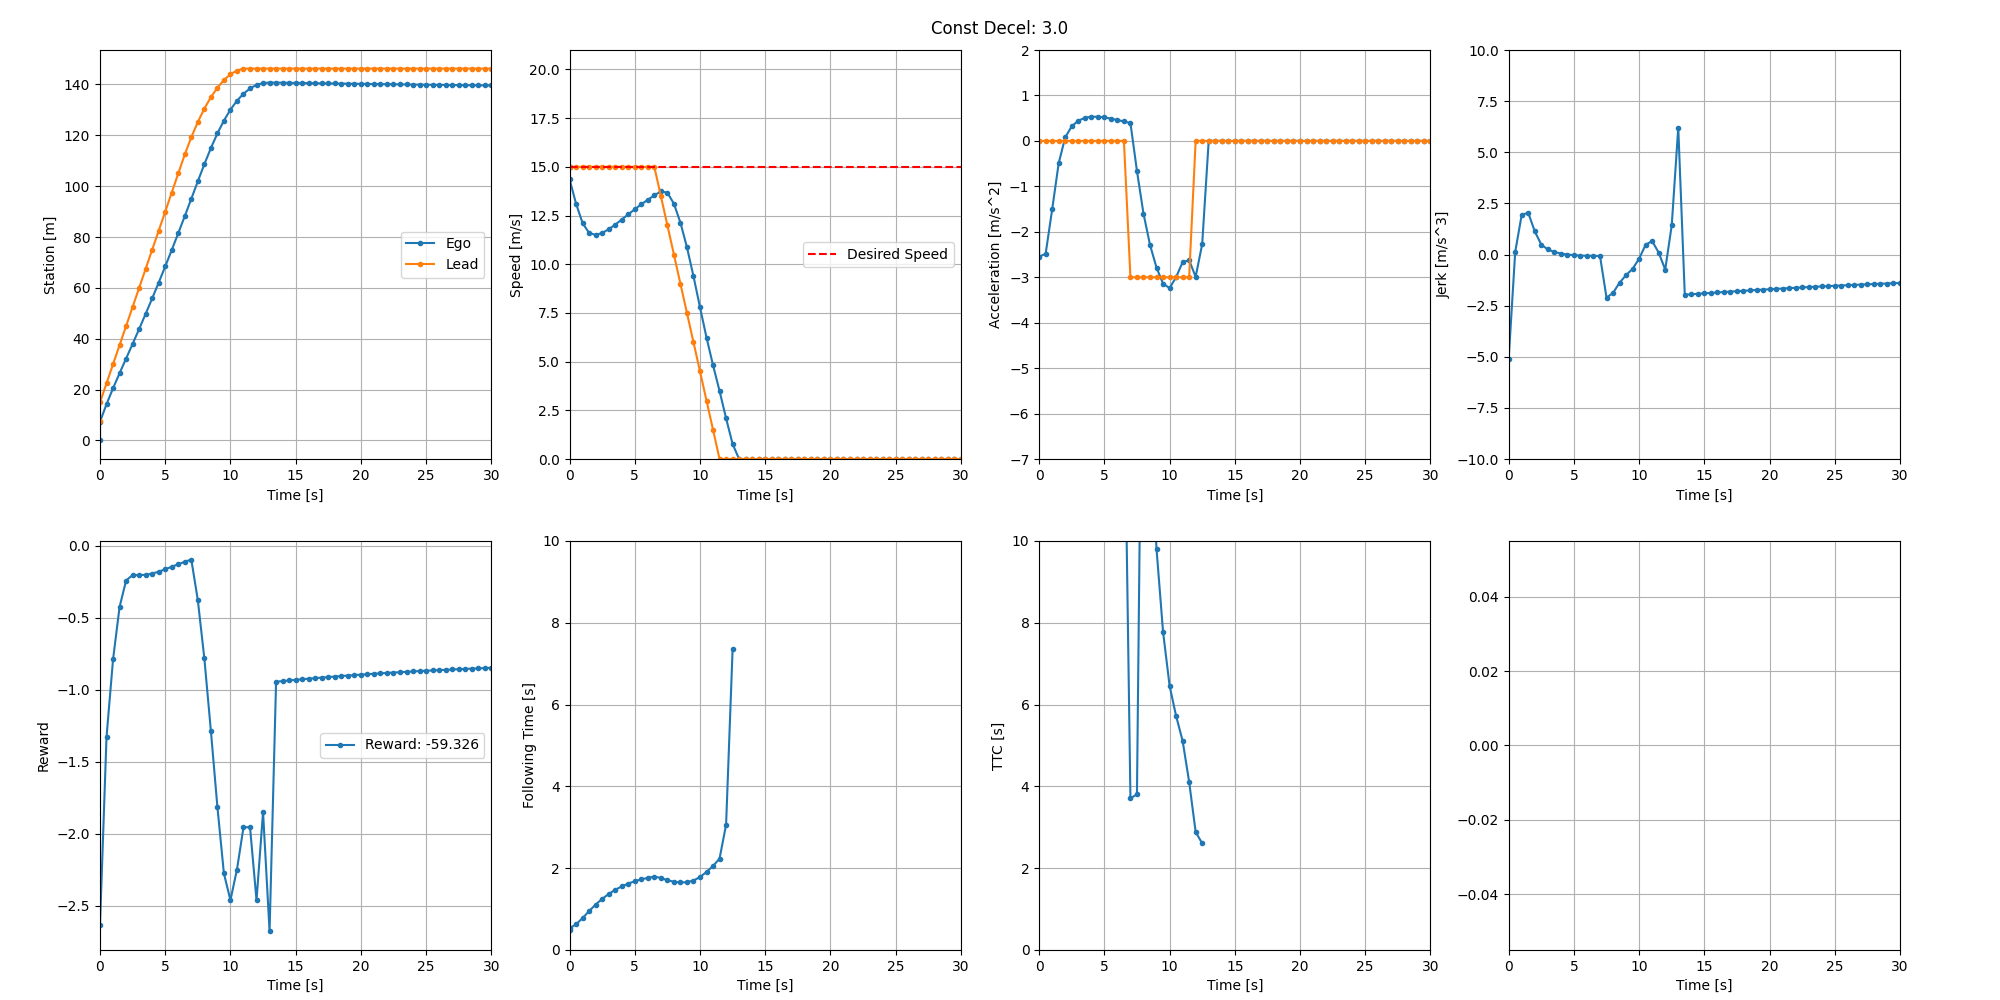 Const Decel: 3.0
140
120
100
80
60
40
20
0
Station [m]
Ego
Lead
0 5 10 15 20 25 30
Time [s]
20.0
17.5
15.0
12.5
10.0
7.5
5.0
2.5
0.0
Speed [m/s]
Desired Speed
0 5 10 15 20 25 30
Time [s]
2
1
0
−1
−2
−3
−4
−5
−6
−7
Acceleration [m/s^2]
0 5 10 15 20 25 30
Time [s]
10.0
7.5
5.0
2.5
0.0
−2.5
−5.0
−7.5
−10.0
Jerk [m/s^3]
0 5 10 15 20 25 30
Time [s]
0.0
−0.5
−1.0
−1.5
−2.0
−2.5
Reward
Reward: -59.326
0 5 10 15 20 25 30
Time [s]
10
8
6
4
2
0
Following Time [s]
0 5 10 15 20 25 30
Time [s]
10
8
6
4
2
0
TTC [s]
0 5 10 15 20 25 30
Time [s]
0.04
0.02
0.00
−0.02
−0.04
0 5 10 15 20 25 30
Time [s]